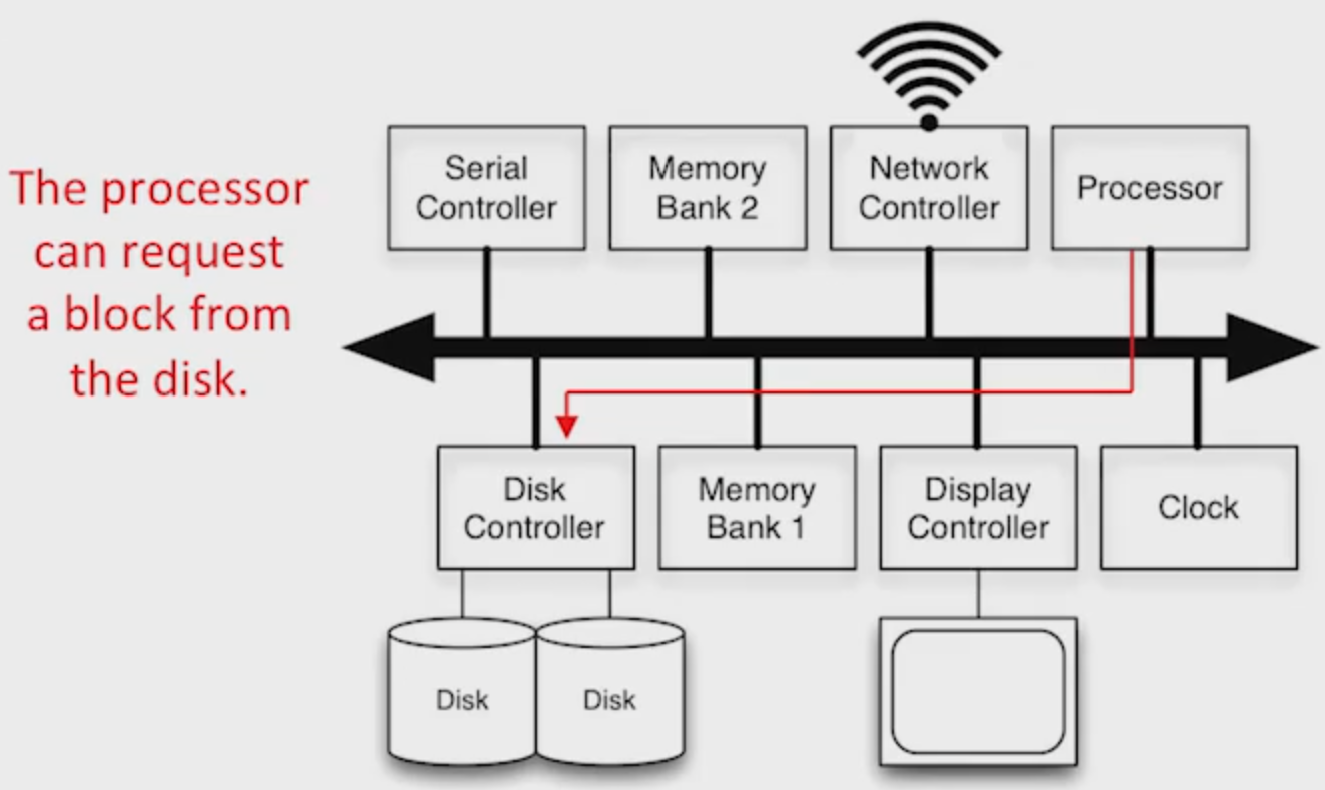 The processor
can request
a block from
the disk.
Serial
Controller
Memory
Bank 2
Network
Controller
Processor
Disk
Controller
Memory
Bank 1
Display
Controller
Clock
Disk
Disk